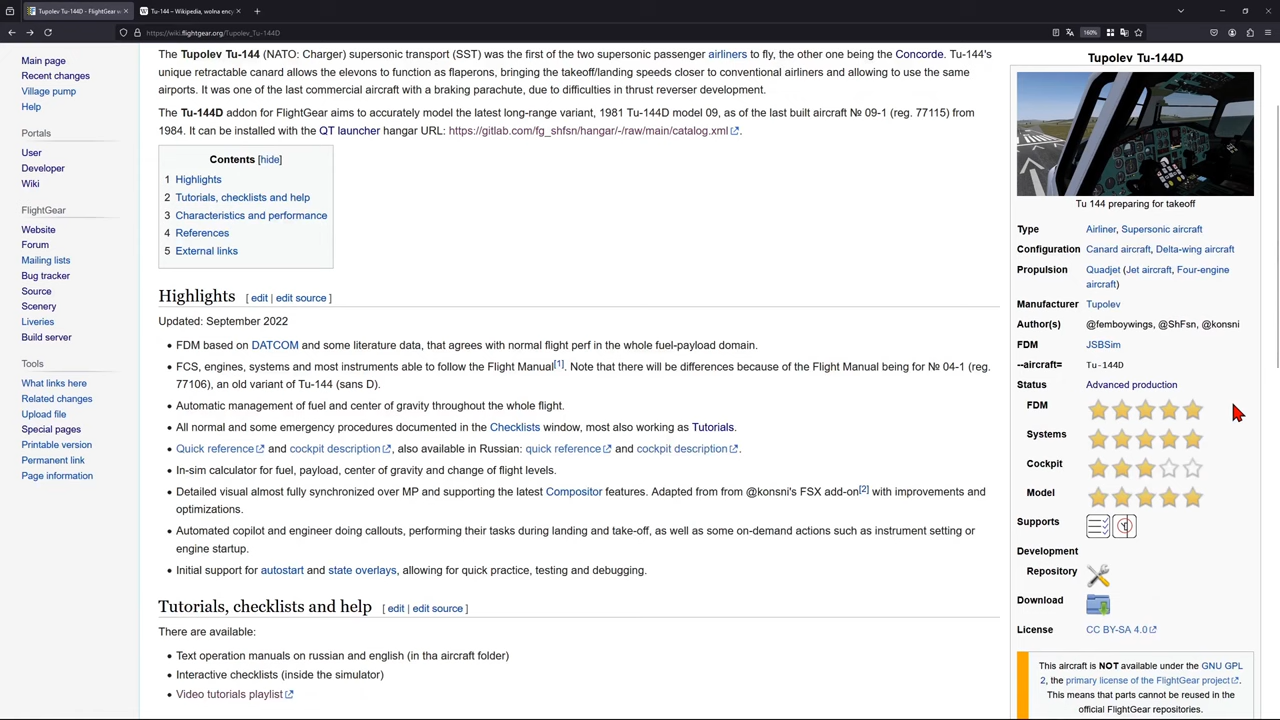 Tupolev Tu-144D - FlightGear w
Tu-144 – Wikipedia, wolna ency
https://wiki.flightgear.org/Tupolev_Tu-144D
160%
Main page
Recent changes
Village pump
Help
Portals
User
Developer
Wiki
FlightGear
Website
Forum
Mailing lists
Bug tracker
Source
Scenery
Liveries
Build server
Tools
What links here
Related changes
Upload file
Special pages
Printable version
Permanent link
Page information
The Tupolev Tu-144 (NATO: Charger) supersonic transport (SST) was the first of the two supersonic passenger airliners to fly, the other one being the Concorde. Tu-144's
unique retractable canard allows the elevons to function as flaperons, bringing the takeoff/landing speeds closer to conventional airliners and allowing to use the same
airports. It was one of the last commercial aircraft with a braking parachute, due to difficulties in thrust reverser development.
The Tu-144D addon for FlightGear aims to accurately model the latest long-range variant, 1981 Tu-144D model 09, as of the last built aircraft № 09-1 (reg. 77115) from
1984. It can be installed with the QT launcher hangar URL: https://gitlab.com/fg_shfsn/hangar/-/raw/main/catalog.xml.
Contents [hide]
1 Highlights
2 Tutorials, checklists and help
3 Characteristics and performance
4 References
5 External links
Highlights [ edit | edit source ]
Updated: September 2022
• FDM based on DATCOM and some literature data, that agrees with normal flight perf in the whole fuel-payload domain.
• FCS, engines, systems and most instruments able to follow the Flight Manual[1]. Note that there will be differences because of the Flight Manual being for № 04-1 (reg.
77106), an old variant of Tu-144 (sans D).
• Automatic management of fuel and center of gravity throughout the whole flight.
• All normal and some emergency procedures documented in the Checklists window, most also working as Tutorials.
• Quick reference and cockpit description, also available in Russian: quick reference and cockpit description.
• In-sim calculator for fuel, payload, center of gravity and change of flight levels.
• Detailed visual almost fully synchronized over MP and supporting the latest Compositor features. Adapted from from @konsni's FSX add-on[2] with improvements and
optimizations.
• Automated copilot and engineer doing callouts, performing their tasks during landing and take-off, as well as some on-demand actions such as instrument setting or
engine startup.
• Initial support for autostart and state overlays, allowing for quick practice, testing and debugging.
Tutorials, checklists and help [ edit | edit source ]
There are available:
• Text operation manuals on russian and english (in tha aircraft folder)
• Interactive checklists (inside the simulator)
• Video tutorials playlist
Tupolev Tu-144D
Tu 144 preparing for takeoff
Type Airliner, Supersonic aircraft
Configuration Canard aircraft, Delta-wing aircraft
Propulsion Quadjet (Jet aircraft, Four-engine
aircraft)
Manufacturer Tupolev
Author(s) @femboywings, @ShFsn, @konsni
FDM JSBSim
--aircraft= Tu-144D
Status Advanced production
FDM
Systems
Cockpit
Model
Supports
Development
Repository
Download
License CC BY-SA 4.0
This aircraft is NOT available under the GNU GPL
2, the primary license of the FlightGear project.
This means that parts cannot be reused in the
official FlightGear repositories.